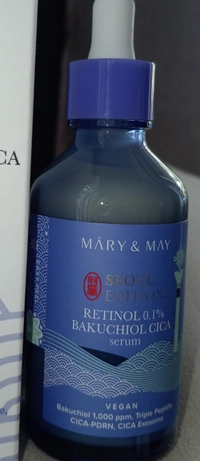 CA
MÁRY & MAY
SEOUL
EDITION
RETINOL 0.1%
BAKUCHIOL CICA
serum
VEGAN
Bakuchiol 1,000 ppm, Triple Peptide,
CICA-PDRN, CICA Exosome